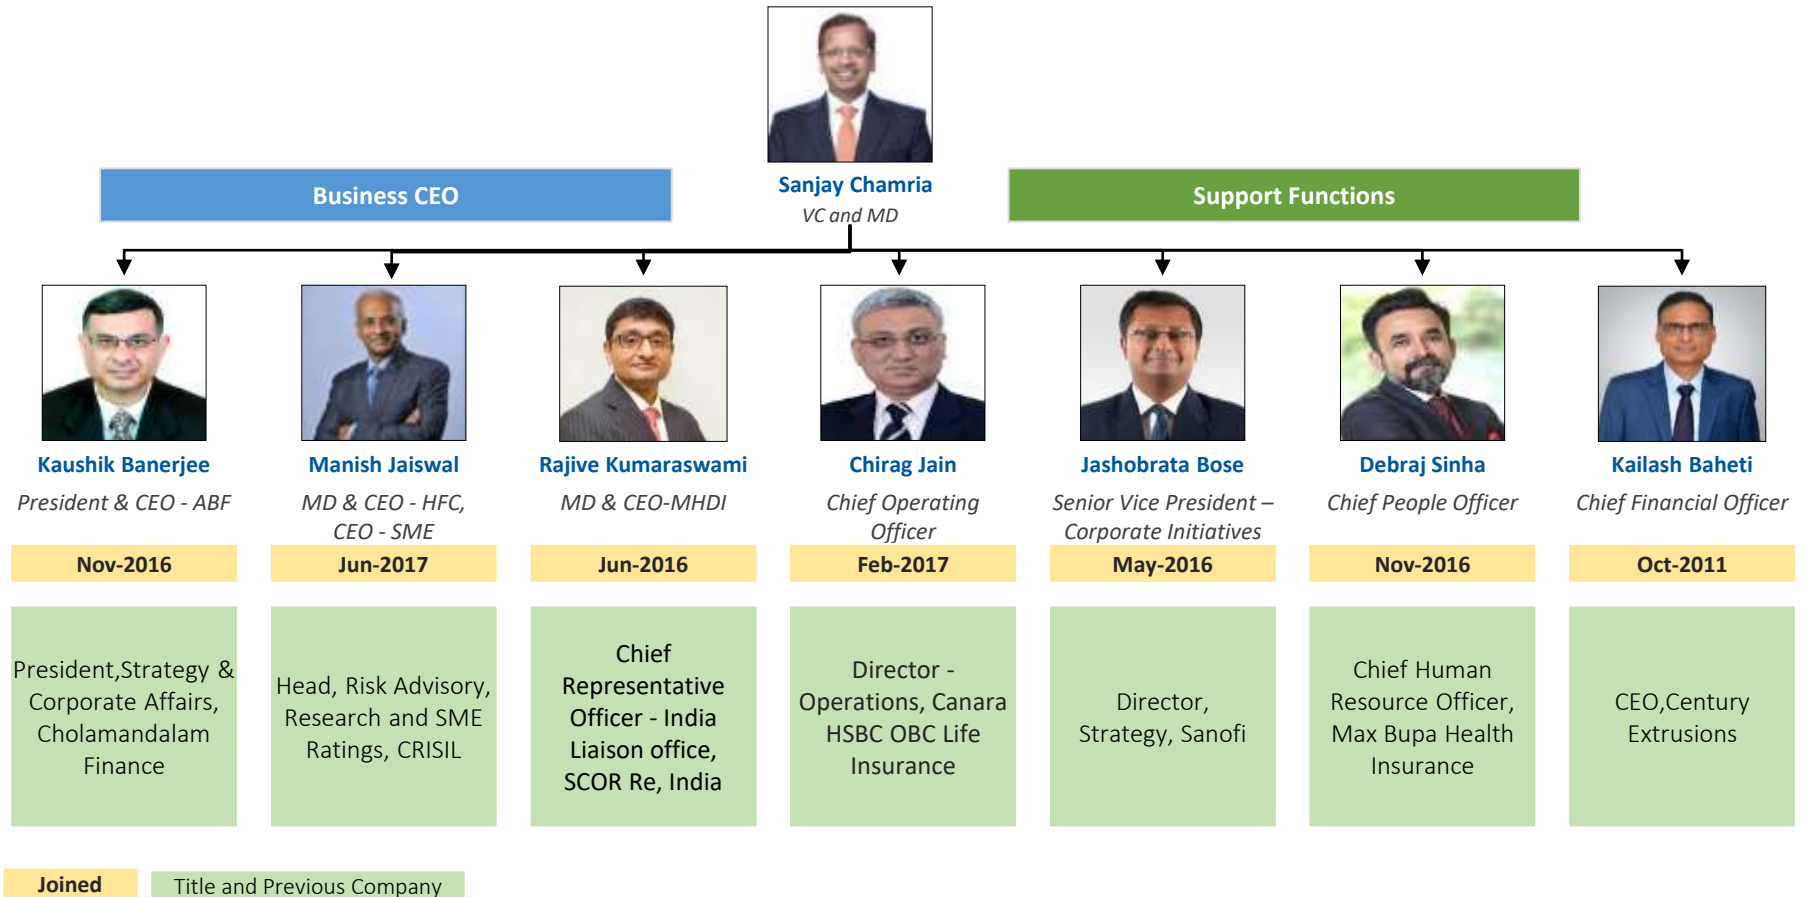 Business CEO
Sanjay Chamria
VC and MD
Support Functions
Kaushik Banerjee
President & CEO - ABF
Nov-2016
President,Strategy &
Corporate Affairs,
Cholamandalam
Finance
Manish Jaiswal
MD & CEO - HFC,
CEO - SME
Jun-2017
Head, Risk Advisory,
Research and SME
Ratings, CRISIL
Rajive Kumaraswami
MD & CEO-MHDI
Jun-2016
Chief
Representative
Officer - India
Liaison office,
SCOR Re, India
Chirag Jain
Chief Operating
Officer
Feb-2017
Director -
Operations, Canara
HSBC OBC Life
Insurance
Jashobrata Bose
Senior Vice President –
Corporate Initiatives
May-2016
Director,
Strategy, Sanofi
Debraj Sinha
Chief People Officer
Nov-2016
Chief Human
Resource Officer,
Max Bupa Health
Insurance
Kailash Baheti
Chief Financial Officer
Oct-2011
CEO,Century
Extrusions
Joined
Title and Previous Company